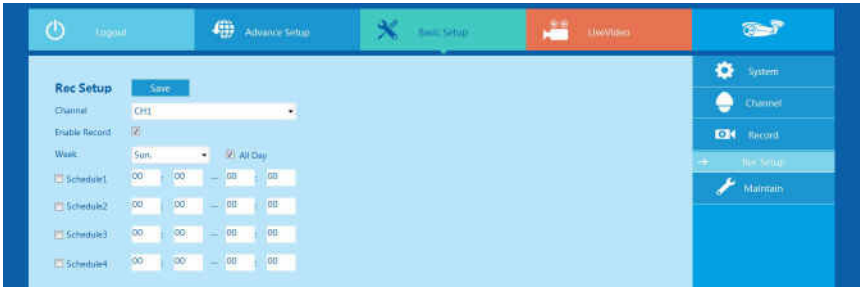 Logout Advance Setup Basic Setup LiveVideo
Rec Setup Save
Channel CH1
Enable Record
Week Sun. All Day
Schedule1 00 : 00 — 00 : 00
Schedule2 00 : 00 — 00 : 00
Schedule3 00 : 00 — 00 : 00
Schedule4 00 : 00 — 00 : 00
System
Channel
Record
Rec Setup
Maintain